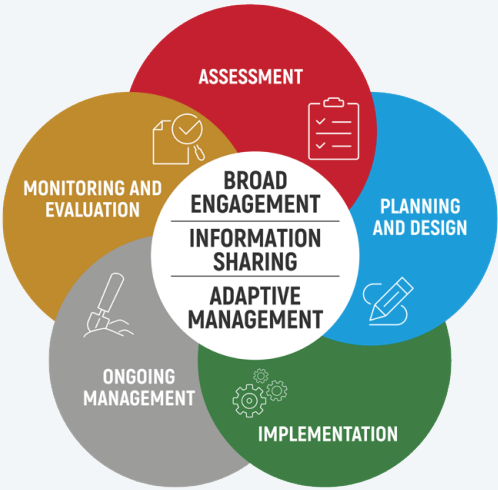 ASSESSMENT
PLANNING
AND DESIGN
IMPLEMENTATION
ONGOING
MANAGEMENT
MONITORING AND
EVALUATION
BROAD
ENGAGEMENT
INFORMATION
SHARING
ADAPTIVE
MANAGEMENT